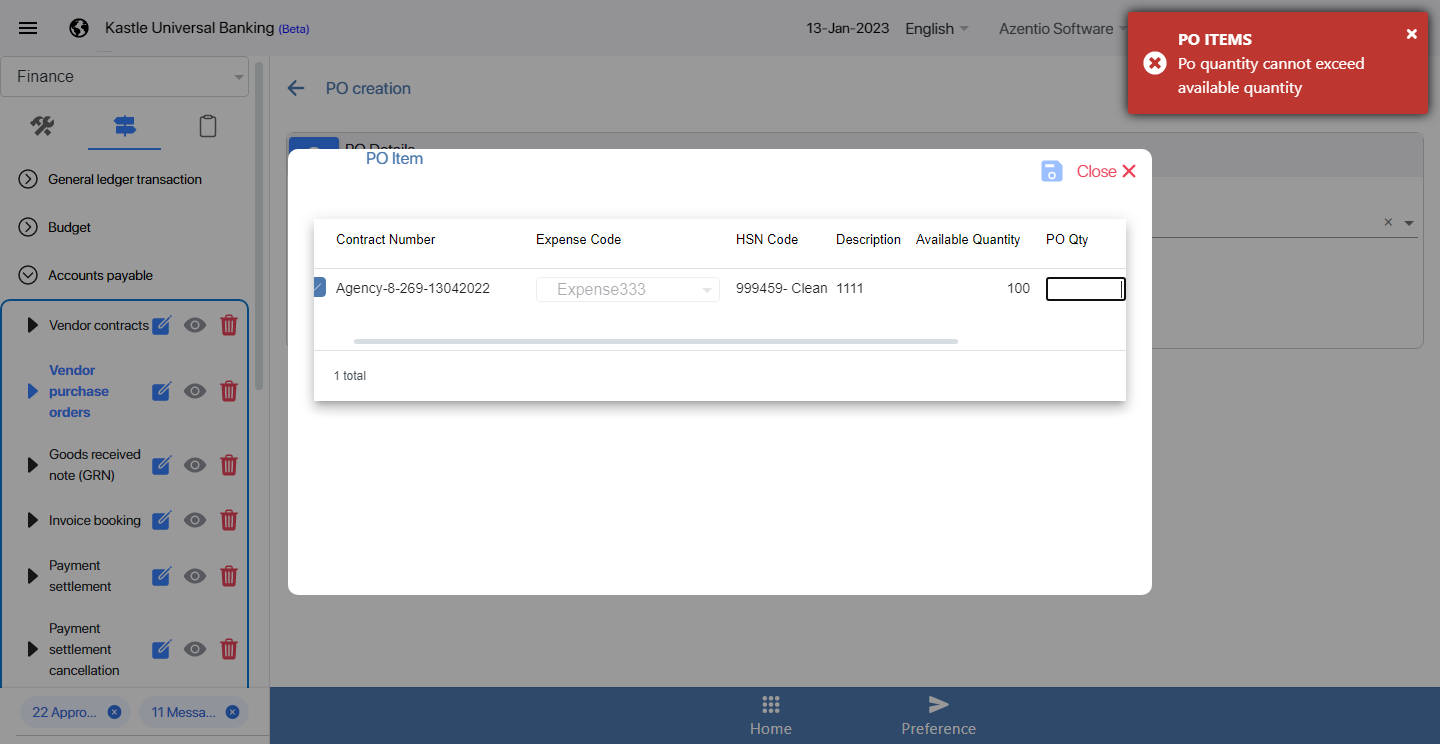 Kastle Universal Banking (Beta)
13-Jan-2023
English
Azentio Software
PO ITEMS
Po quantity cannot exceed
available quantity
Finance
General ledger transaction
Budget
Accounts payable
Vendor contracts
Vendor
purchase
orders
Goods received
note (GRN)
Invoice booking
Payment
settlement
Payment
settlement
cancellation
22 Appro...
11 Messa...
PO creation
PO Details
PO Item
Close
Contract Number Expense Code HSN Code Description Available Quantity PO Qty
Agency-8-269-13042022 Expense333 999459- Clean 1111 100
1 total
Home
Preference